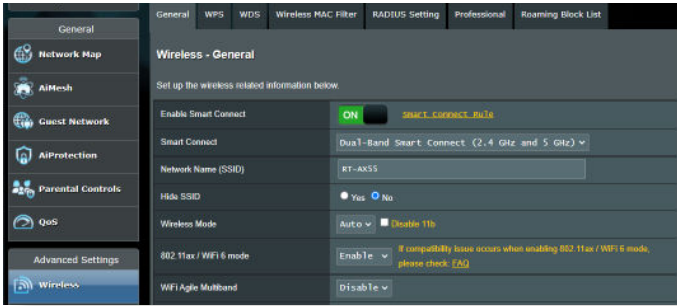 General
Network Map
AiMesh
Guest Network
AiProtection
Parental Controls
QoS
Advanced Settings
Wireless
General WPS WDS Wireless MAC Filter RADIUS Setting Professional Roaming Block List
Wireless - General
Set up the wireless related information below.
Enable Smart Connect ON Smart Connect Rule
Smart Connect Dual-Band Smart Connect (2.4 GHz and 5 GHz)
Network Name (SSID) RT-AX55
Hide SSID Yes No
Wireless Mode Auto Disable 11b
802.11ax / WiFi 6 mode Enable If compatibility issue occurs when enabling 802.11ax / WiFi 6 mode,
please check: FAQ
WiFi Agile Multiband Disable